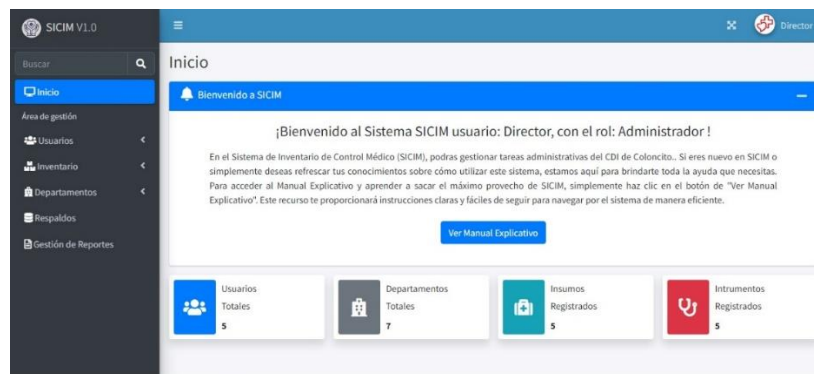 SICIM V1.0
Director
Buscar
Inicio
Inicio
Área de gestión
Usuarios
Inventario
Departamentos
Respaldos
Gestión de Reportes
Bienvenido a SICIM
¡Bienvenido al Sistema SICIM usuario: Director, con el rol: Administrador !
En el Sistema de Inventario de Control Médico (SICIM), podras gestionar tareas administrativas del CDI de Coloncito.. Si eres nuevo en SICIM o
simplemente deseas refrescar tus conocimientos sobre cómo utilizar este sistema, estamos aquí para brindarte toda la ayuda que necesitas.
Para acceder al Manual Explicativo y aprender a sacar el máximo provecho de SICIM, simplemente haz clic en el botón de "Ver Manual
Explicativo". Este recurso te proporcionará instrucciones claras y fáciles de seguir para navegar por el sistema de manera eficiente.
Ver Manual Explicativo
Usuarios
Totales
5
Departamentos
Totales
7
Insumos
Registrados
5
Intrumentos
Registrados
5